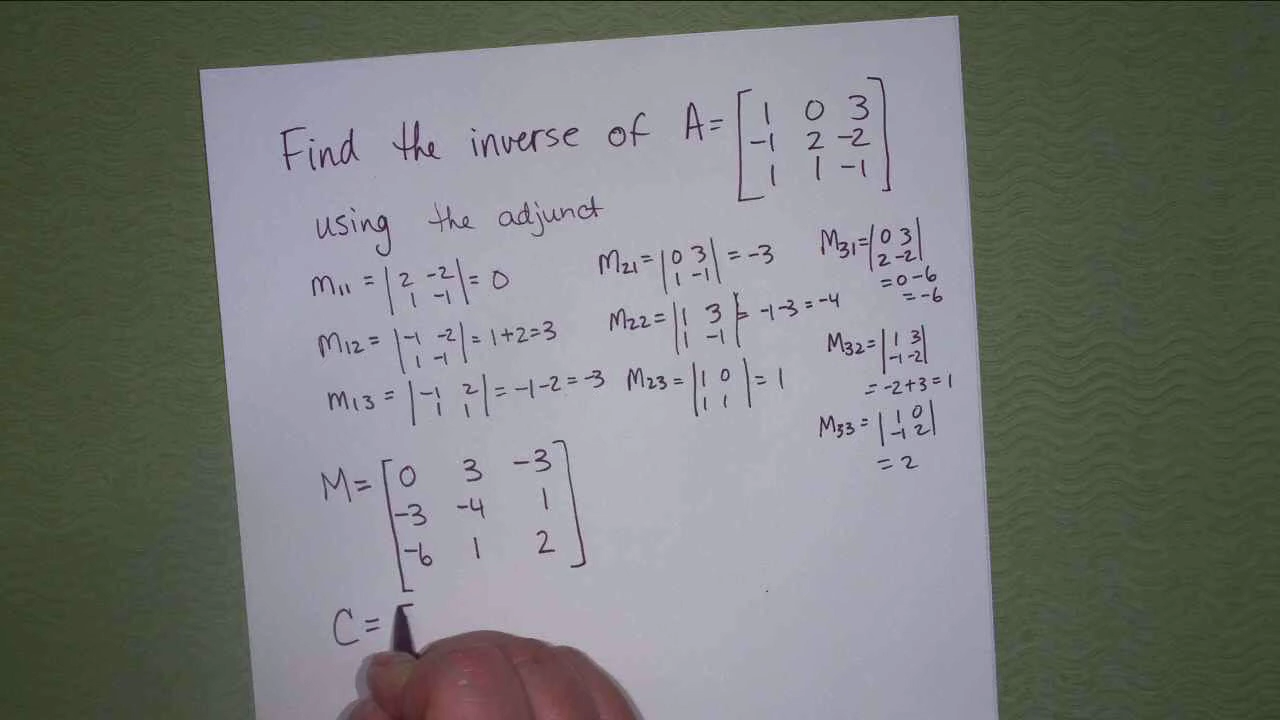 Find the inverse of A= [1 0 3
-1 2 -2
1 1 -1]
using the adjunct
M11 = |2 -2
1 -1| = 0
M12 = |-1 -2
1 -1| = 1+2=3
M13 = |-1 2
1 1| = -1-2 = -3
M21 = |0 3
1 -1| = -3
M22 = |1 3
1 -1| = -1-3 = -4
M23 = |1 0
1 1| = 1
M31 = |0 3
2 -2|
= 0-6
= -6
M32 = |1 3
-1 -2|
= -2+3 = 1
M33 = |1 0
-1 2|
= 2
M = [0 3 -3
-3 -4 1
-6 1 2]
C = [